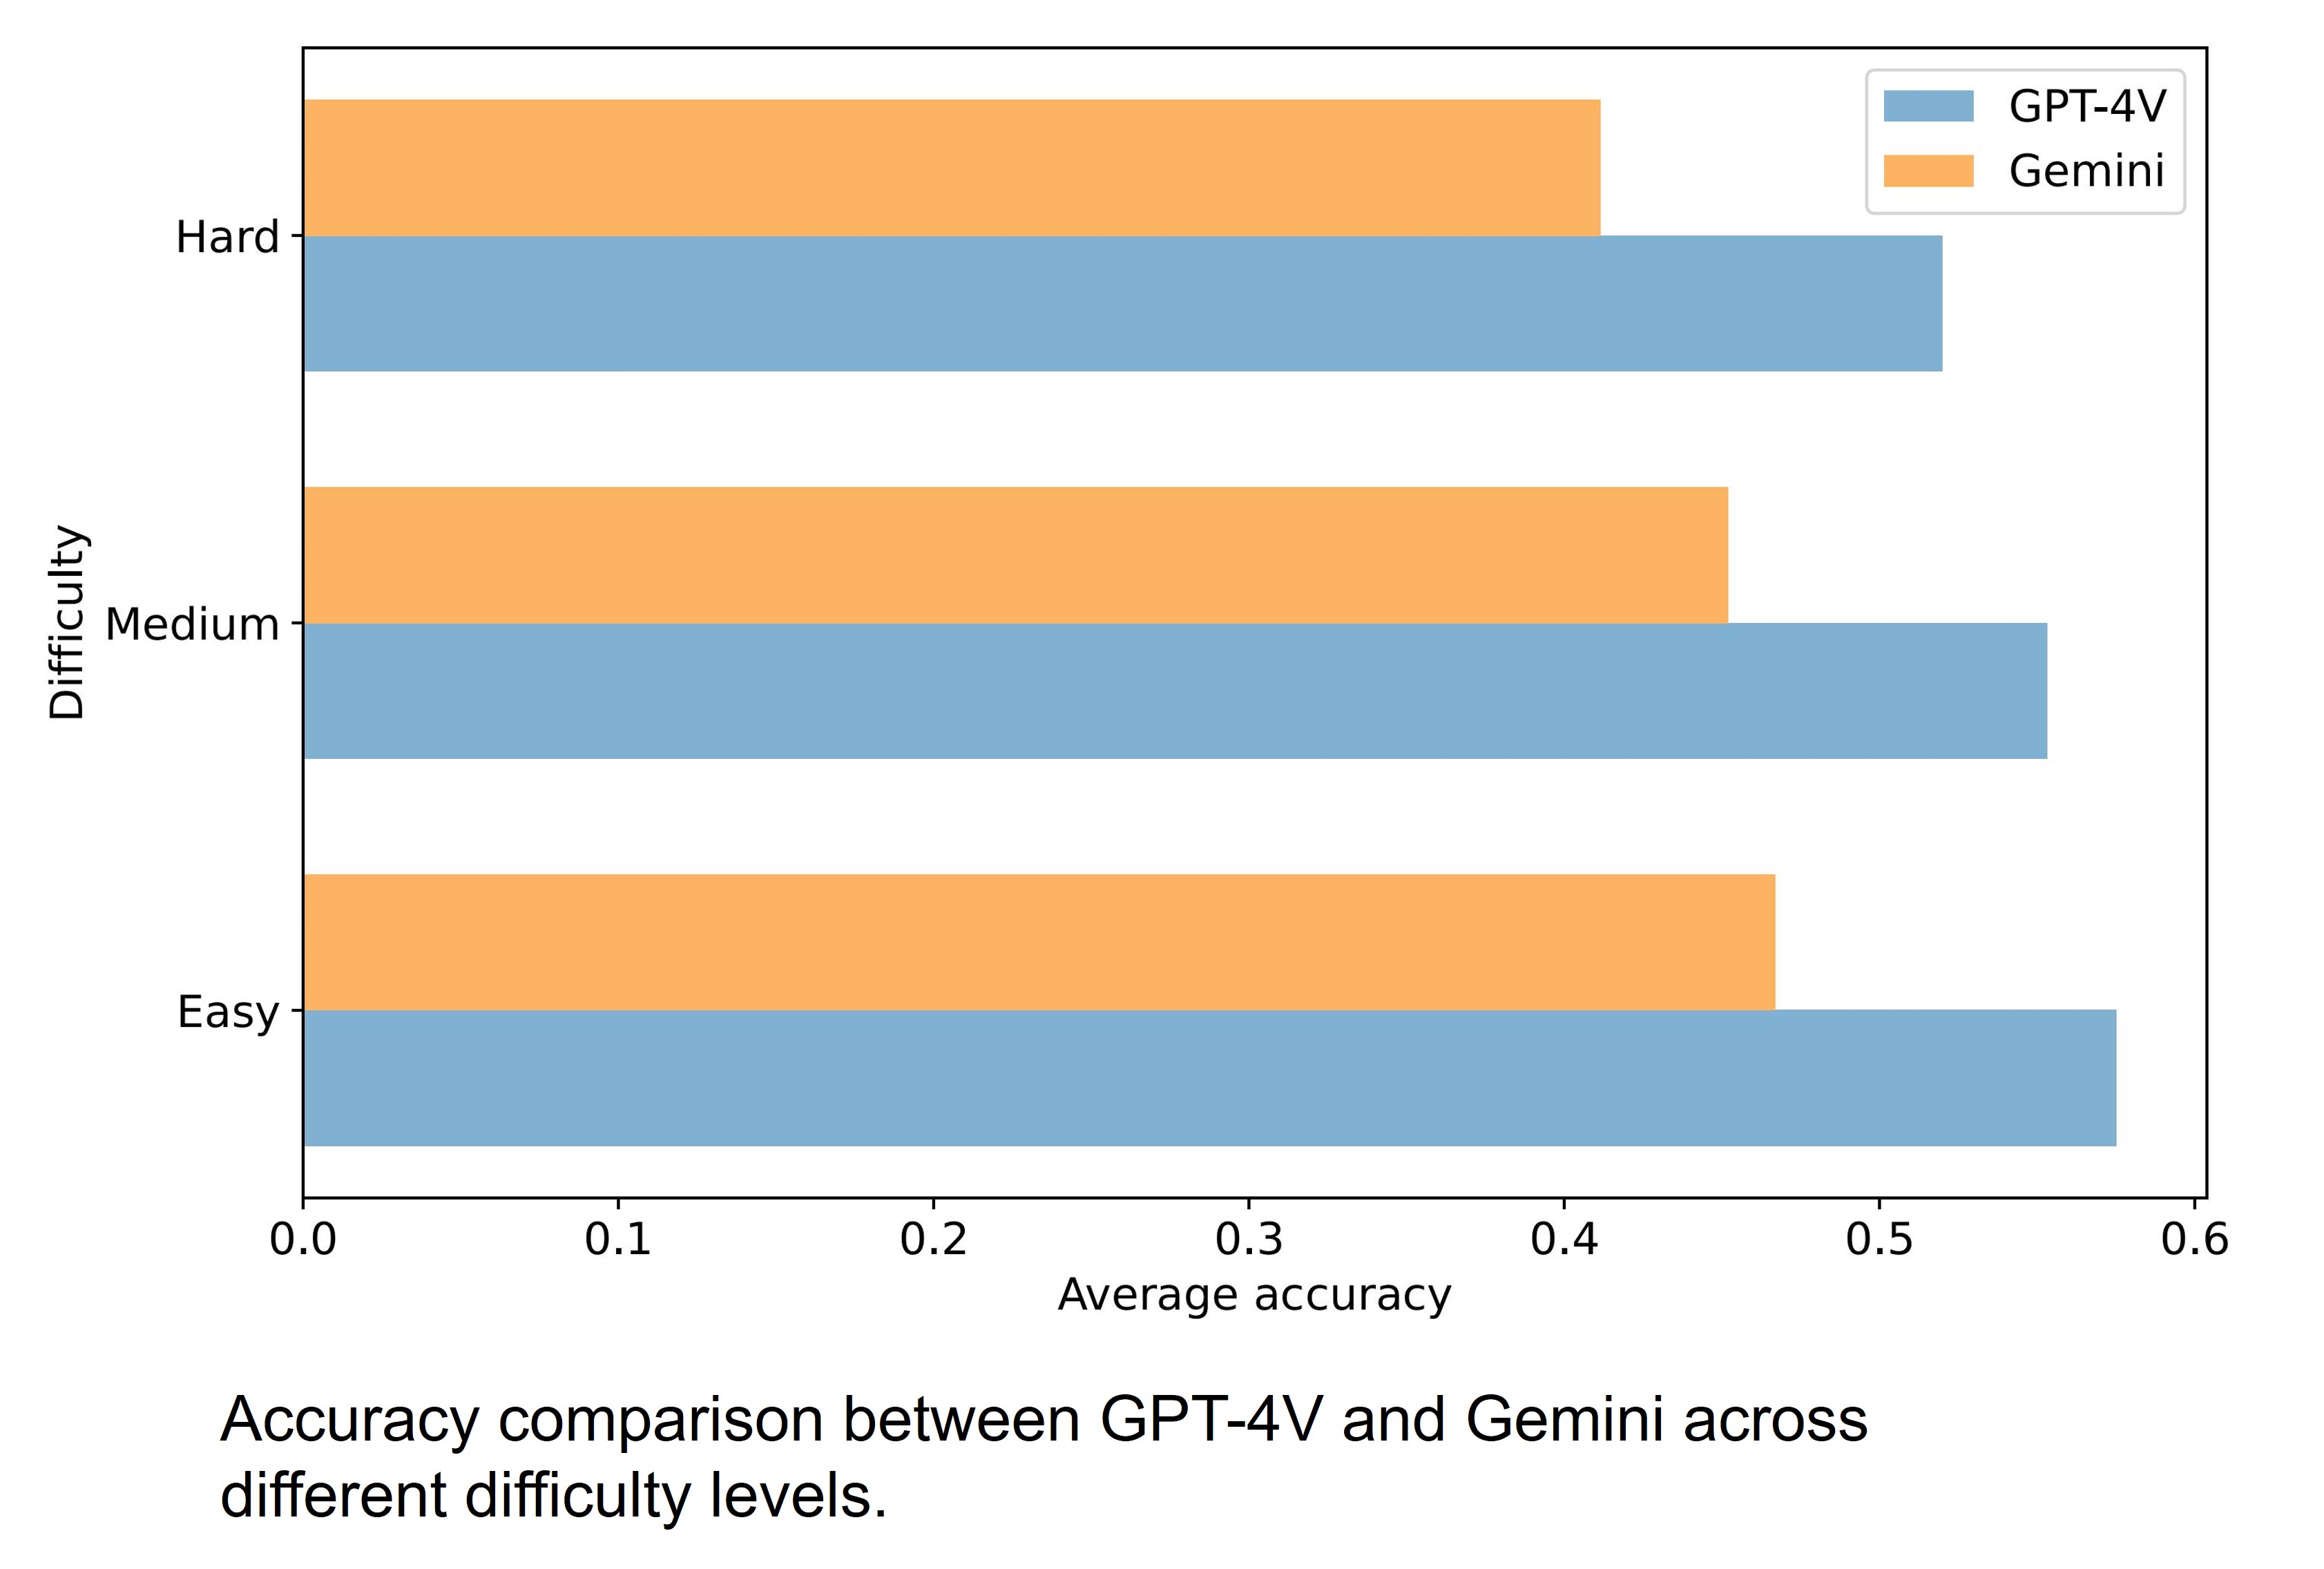 GPT-4V
Gemini
Hard
Medium
Easy
Difficulty
0.0 0.1 0.2 0.3 0.4 0.5 0.6
Average accuracy
Accuracy comparison between GPT-4V and Gemini across
different difficulty levels.